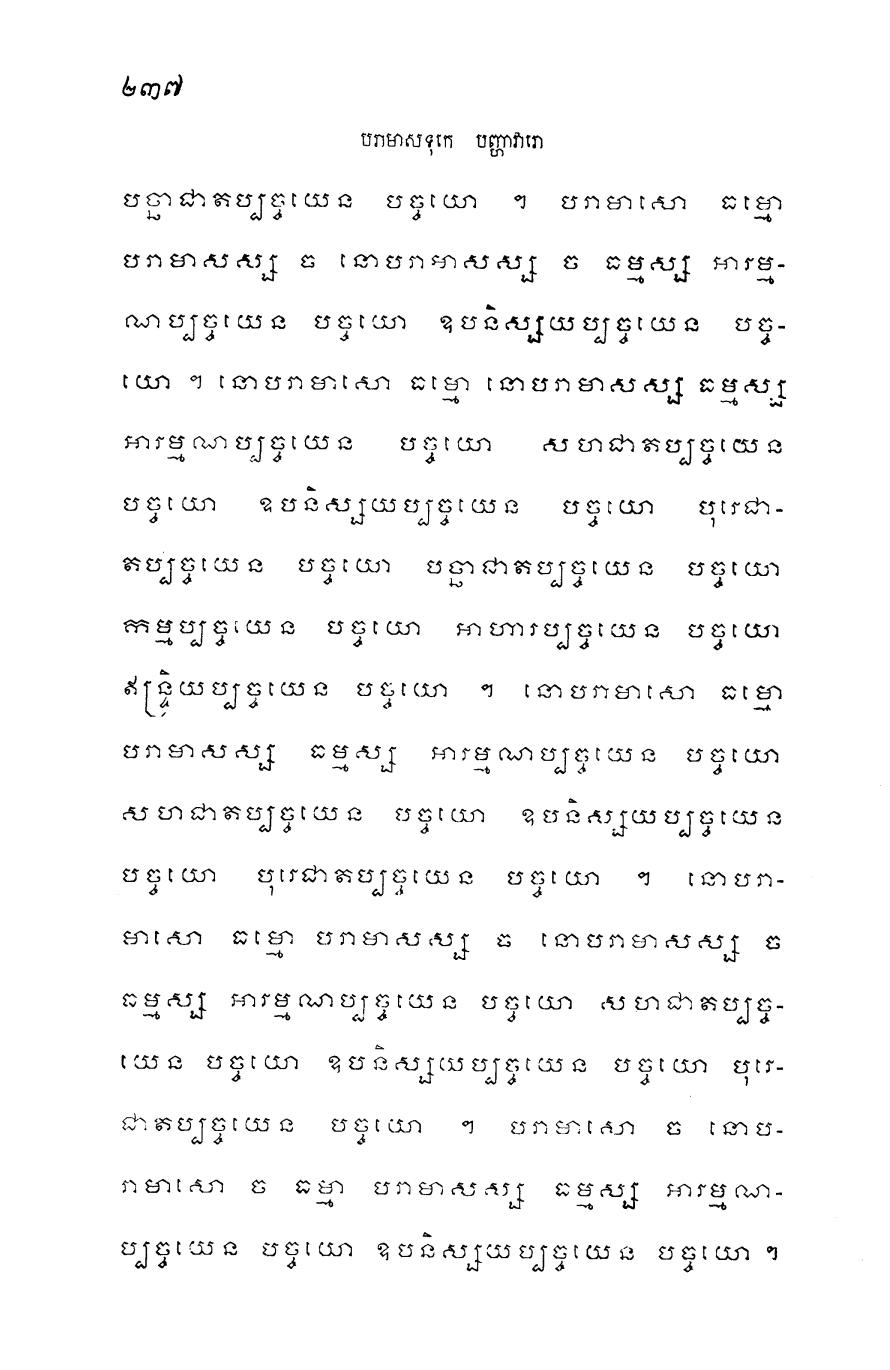 ២៣៧
បរាមាសទុកេ បញ្ហាវារោ
បច្ឆាជាតប្បច្ចយេន បច្ចយោ ។ បរាមាសោ ធម្មោ
បរាមាសស្ស ច នោបរាមាសស្ស ច ធម្មស្ស អារម្ម-
ណប្បច្ចយេន បច្ចយោ ឧបនិស្សយប្បច្ចយេន បច្ច-
យោ ។ នោបរាមាសោ ធម្មោ នោបរាមាសស្ស ធម្មស្ស
អារម្មណប្បច្ចយេន បច្ចយោ សហជាតប្បច្ចយេន
បច្ចយោ ឧបនិស្សយប្បច្ចយេន បច្ចយោ បុរេជា-
តប្បច្ចយេន បច្ចយោ បច្ឆាជាតប្បច្ចយេន បច្ចយោ
កម្មប្បច្ចយេន បច្ចយោ អាហារប្បច្ចយេន បច្ចយោ
ឥន្ទ្រិយប្បច្ចយេន បច្ចយោ ។ នោបរាមាសោ ធម្មោ
បរាមាសស្ស ធម្មស្ស អារម្មណប្បច្ចយេន បច្ចយោ
សហជាតប្បច្ចយេន បច្ចយោ ឧបនិស្សយប្បច្ចយេន
បច្ចយោ បុរេជាតប្បច្ចយេន បច្ចយោ ។ នោបរា-
មាសោ ធម្មោ បរាមាសស្ស ច នោបរាមាសស្ស ច
ធម្មស្ស អារម្មណប្បច្ចយេន បច្ចយោ សហជាតប្បច្ច-
យេន បច្ចយោ ឧបនិស្សយប្បច្ចយេន បច្ចយោ បុរេ-
ជាតប្បច្ចយេន បច្ចយោ ។ បរាមាសោ ច នោប-
រាមាសោ ច ធម្មា បរាមាសស្ស ធម្មស្ស អារម្មណ-
ប្បច្ចយេន បច្ចយោ ឧបនិស្សយប្បច្ចយេន បច្ចយោ ។